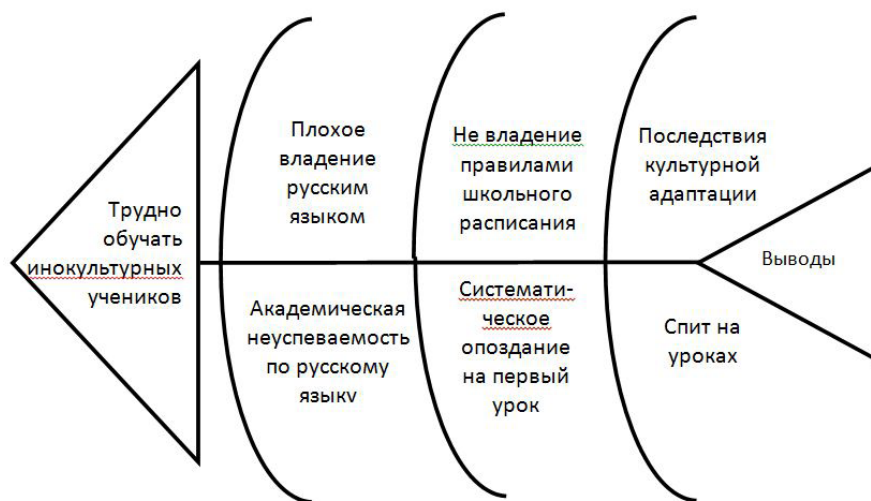 Трудно
обучать
инокультурных
учеников
Плохое
владение
русским
языком
Академическая
неуспеваемость
по русскому
языку
Не владение
правилами
школьного
расписания
Системати-
ческое
опоздание
на первый
урок
Последствия
культурной
адаптации
Спит на
уроках
Выводы